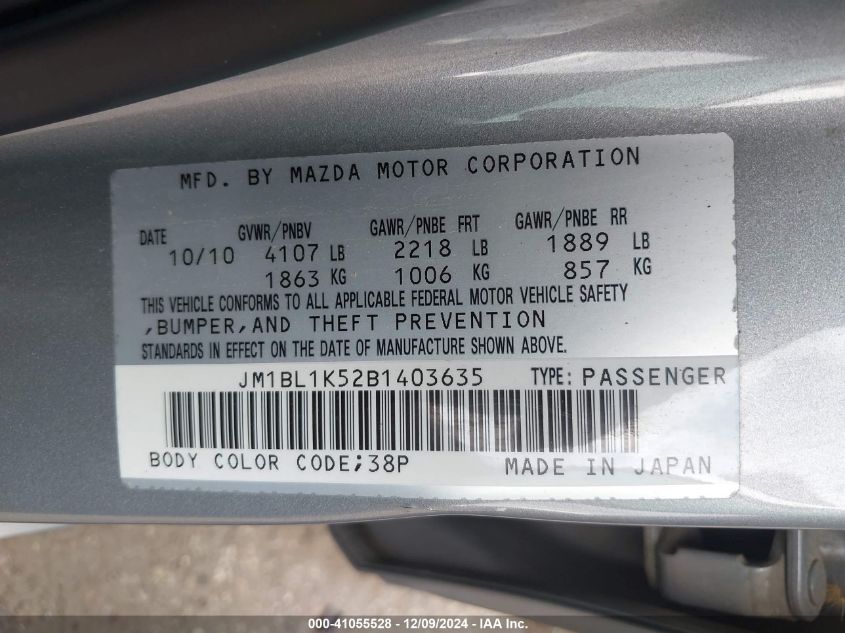 MFD. BY MAZDA MOTOR CORPORATION
DATE GVWR/PNBV GAWR/PNBE FRT GAWR/PNBE RR
10/10 4107 LB 2218 LB 1889 LB
1863 KG 1006 KG 857 KG
THIS VEHICLE CONFORMS TO ALL APPLICABLE FEDERAL MOTOR VEHICLE SAFETY
,BUMPER,AND THEFT PREVENTION
STANDARDS IN EFFECT ON THE DATE OF MANUFACTURE SHOWN ABOVE.
JM1BL1K52B1403635 TYPE: PASSENGER
BODY COLOR CODE;38P MADE IN JAPAN
000-41055528 - 12/09/2024 - IAA Inc.